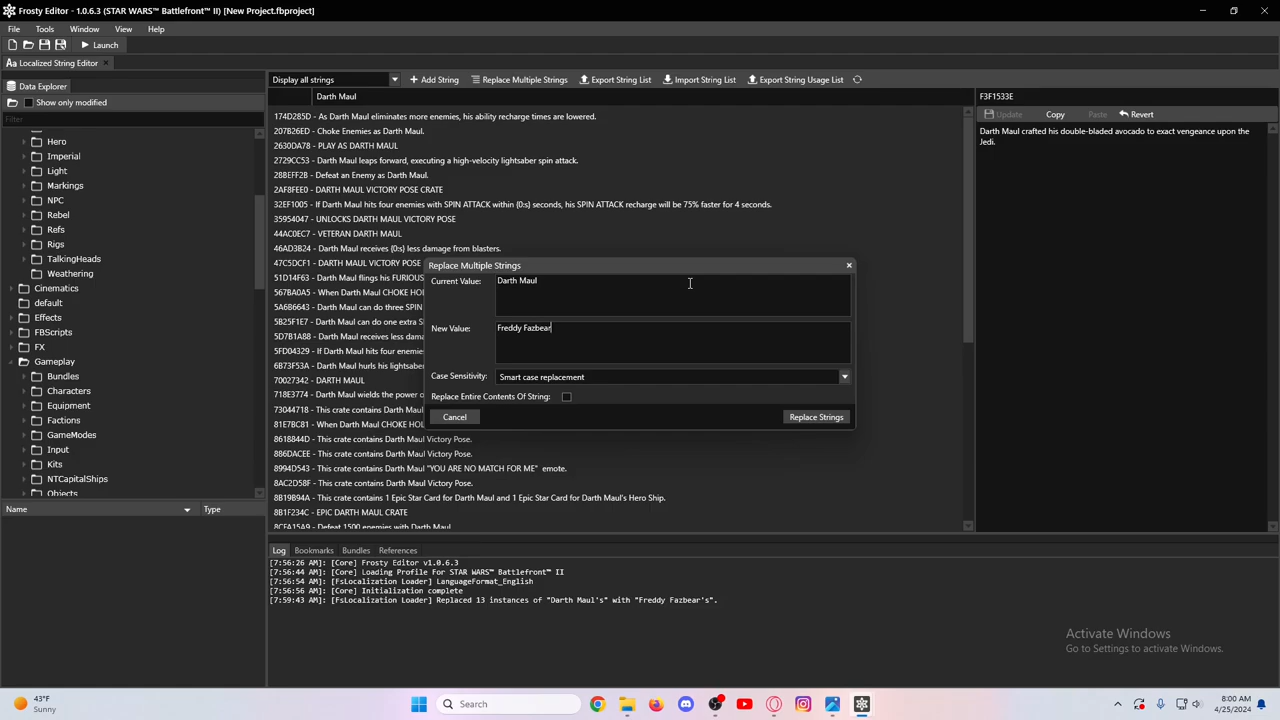 Frosty Editor - 1.0.6.3 (STAR WARS™ Battlefront™ II) [New Project.fbproject]
File Tools Window View Help
Launch
Localized String Editor
Data Explorer
Show only modified
Filter
Hero
Imperial
Light
Markings
NPC
Rebel
Refs
Rigs
TalkingHeads
Weathering
Cinematics
default
Effects
FBScripts
FX
Gameplay
Bundles
Characters
Equipment
Factions
GameModes
Input
Kits
NTCapitalShips
Objects
Name Type
Display all strings Add String Replace Multiple Strings Export String List Import String List Export String Usage List
Darth Maul
174D285D - As Darth Maul eliminates more enemies, his ability recharge times are lowered.
207B26ED - Choke Enemies as Darth Maul.
2630DA78 - PLAY AS DARTH MAUL
2729CC53 - Darth Maul leaps forward, executing a high-velocity lightsaber spin attack.
28BEFF2B - Defeat an Enemy as Darth Maul.
2AF8FEE0 - DARTH MAUL VICTORY POSE CRATE
32EF1005 - If Darth Maul hits four enemies with SPIN ATTACK within {0:s} seconds, his SPIN ATTACK recharge will be 75% faster for 4 seconds.
35954047 - UNLOCKS DARTH MAUL VICTORY POSE
44AC0EC7 - VETERAN DARTH MAUL
46AD3B24 - Darth Maul receives {0:s} less damage from blasters.
47C5DCF1 - DARTH MAUL VICTORY POSE
51D14F63 - Darth Maul flings his FURIOUS
567BA0A5 - When Darth Maul CHOKE HO
5A6B6643 - Darth Maul can do three SPIN
5B25F1E7 - Darth Maul can do one extra S
5D7B1A88 - Darth Maul receives less dama
5FD04329 - If Darth Maul hits four enemie
6B73F53A - Darth Maul hurls his lightsabe
70027342 - DARTH MAUL
718E3774 - Darth Maul wields the power o
73044718 - This crate contains Darth Maul
81E7BC81 - When Darth Maul CHOKE HOL
8618844D - This crate contains Darth Maul Victory Pose.
886DACEE - This crate contains Darth Maul Victory Pose.
8994D543 - This crate contains Darth Maul "YOU ARE NO MATCH FOR ME" emote.
8AC2D58F - This crate contains Darth Maul Victory Pose.
8B19B94A - This crate contains 1 Epic Star Card for Darth Maul and 1 Epic Star Card for Darth Maul's Hero Ship.
8B1F234C - EPIC DARTH MAUL CRATE
8CFA15A9 - Defeat 1500 enemies with Darth Maul
Replace Multiple Strings
Current Value: Darth Maul
New Value: Freddy Fazbear
Case Sensitivity: Smart case replacement
Replace Entire Contents Of String:
Cancel Replace Strings
F3F1533E
Update Copy Paste Revert
Darth Maul crafted his double-bladed avocado to exact vengeance upon the
Jedi.
Log Bookmarks Bundles References
[7:56:26 AM]: [Core] Frosty Editor v1.0.6.3
[7:56:44 AM]: [Core] Loading Profile For STAR WARS™ Battlefront™ II
[7:56:54 AM]: [FsLocalization Loader] LanguageFormat_English
[7:56:56 AM]: [Core] Initialization complete
[7:59:43 AM]: [FsLocalization Loader] Replaced 13 instances of "Darth Maul's" with "Freddy Fazbear's".
Activate Windows
Go to Settings to activate Windows.
43°F
Sunny
Search
8:00 AM
4/25/2024